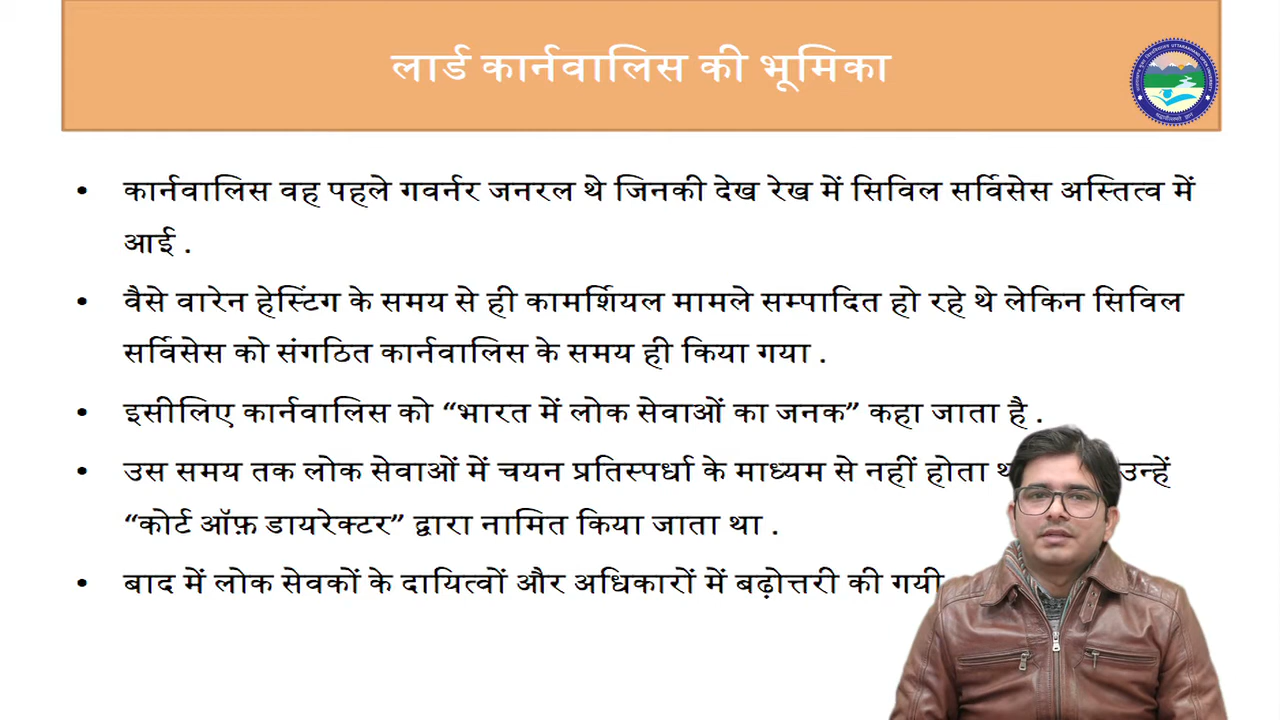 लार्ड कार्नवालिस की भूमिका
• कार्नवालिस वह पहले गवर्नर जनरल थे जिनकी देख रेख में सिविल सर्विसेस अस्तित्व में
आई .
• वैसे वारेन हेस्टिंग के समय से ही कामर्शियल मामले सम्पादित हो रहे थे लेकिन सिविल
सर्विसेस को संगठित कार्नवालिस के समय ही किया गया .
• इसीलिए कार्नवालिस को “भारत में लोक सेवाओं का जनक” कहा जाता है .
• उस समय तक लोक सेवाओं में चयन प्रतिस्पर्धा के माध्यम से नहीं होता उन्हें
“कोर्ट ऑफ़ डायरेक्टर” द्वारा नामित किया जाता था .
• बाद में लोक सेवकों के दायित्वों और अधिकारों में बढ़ोत्तरी की गयी